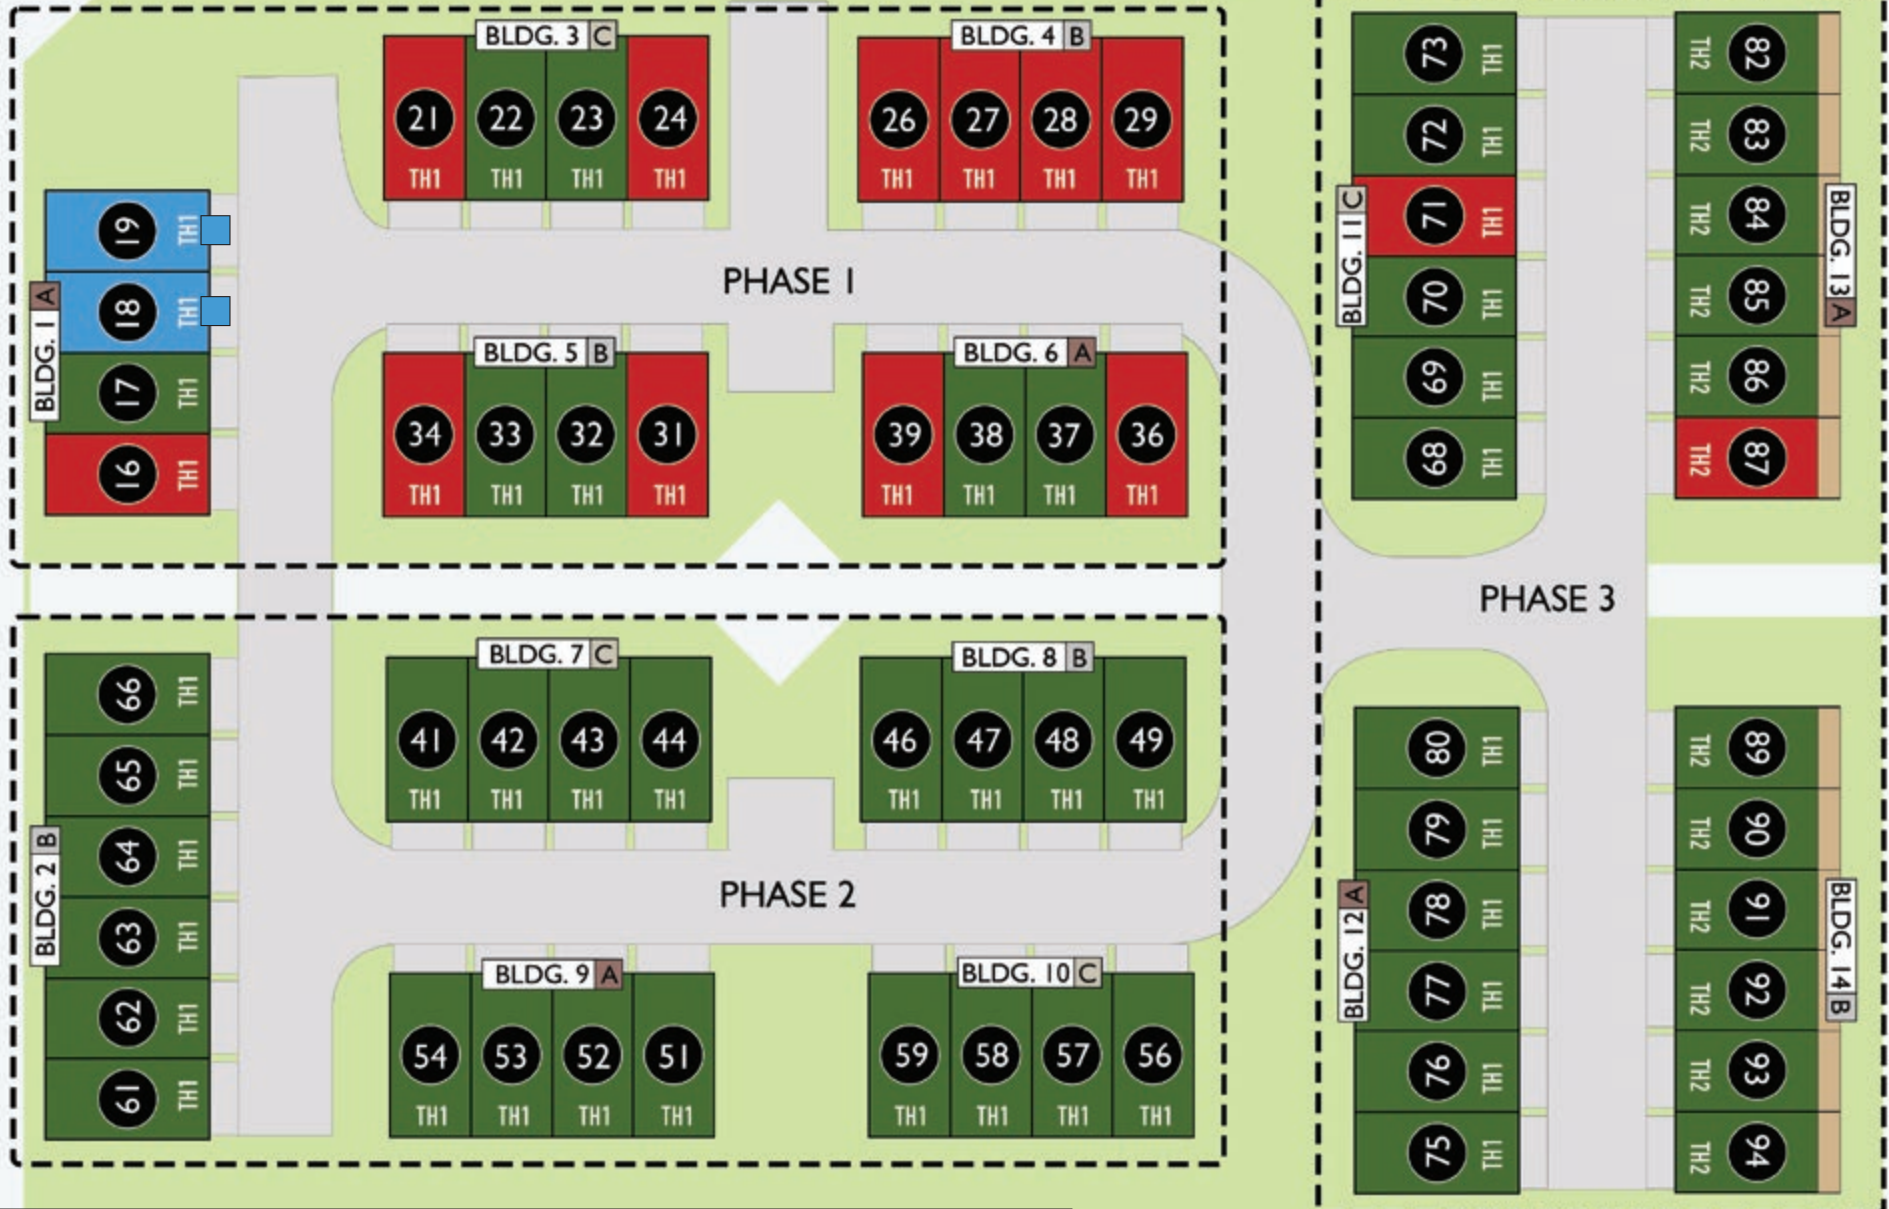 BLDG. 3 C
21 22 23 24
TH1 TH1 TH1 TH1
BLDG. 4 B
26 27 28 29
TH1 TH1 TH1 TH1
BLDG. 1 A
19 TH1
18 TH1
17 TH1
16 TH1
PHASE 1
BLDG. 5 B
34 33 32 31
TH1 TH1 TH1 TH1
BLDG. 6 A
39 38 37 36
TH1 TH1 TH1 TH1
BLDG. 2 B
66 TH1
65 TH1
64 TH1
63 TH1
62 TH1
61 TH1
BLDG. 7 C
41 42 43 44
TH1 TH1 TH1 TH1
BLDG. 8 B
46 47 48 49
TH1 TH1 TH1 TH1
PHASE 2
BLDG. 9 A
54 53 52 51
TH1 TH1 TH1 TH1
BLDG. 10 C
59 58 57 56
TH1 TH1 TH1 TH1
BLDG. 11 C
73 TH1
72 TH1
71 TH1
70 TH1
69 TH1
68 TH1
TH2 82
TH2 83
TH2 84
TH2 85
TH2 86
TH2 87
BLDG. 13 A
PHASE 3
BLDG. 12 A
80 TH1
79 TH1
78 TH1
77 TH1
76 TH1
75 TH1
TH2 89
TH2 90
TH2 91
TH2 92
TH2 93
TH2 94
BLDG. 14 B